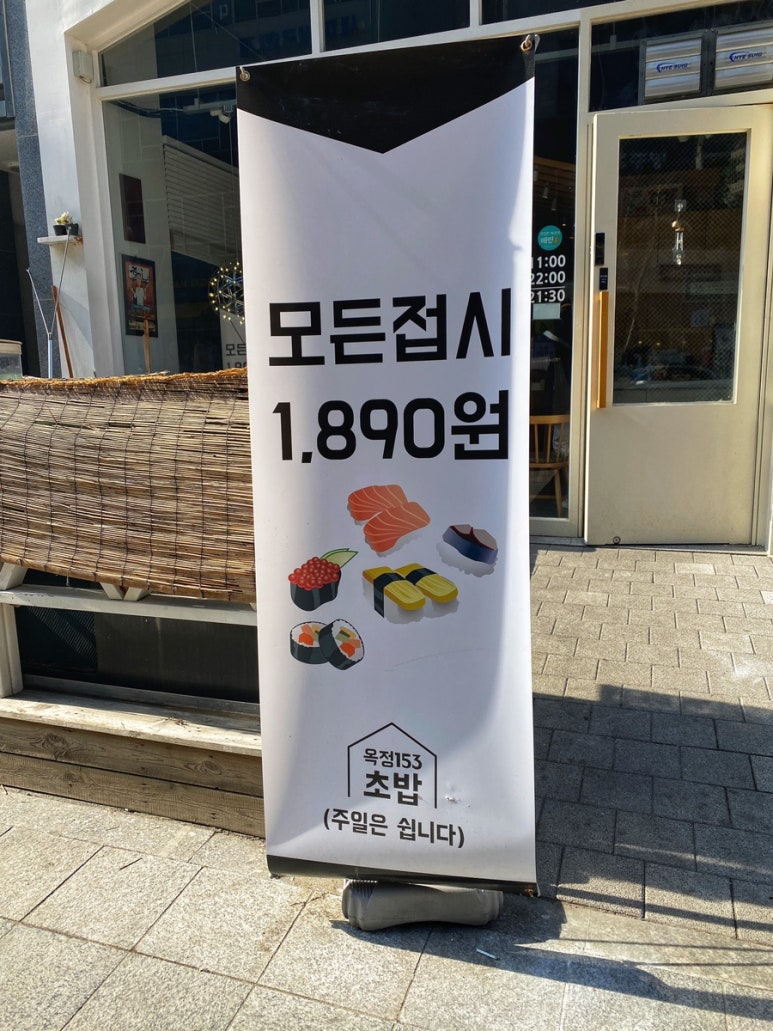 모든접시
1,890원
옥정153
초밥
(주일은 쉽니다)
11:00
22:00
21:30